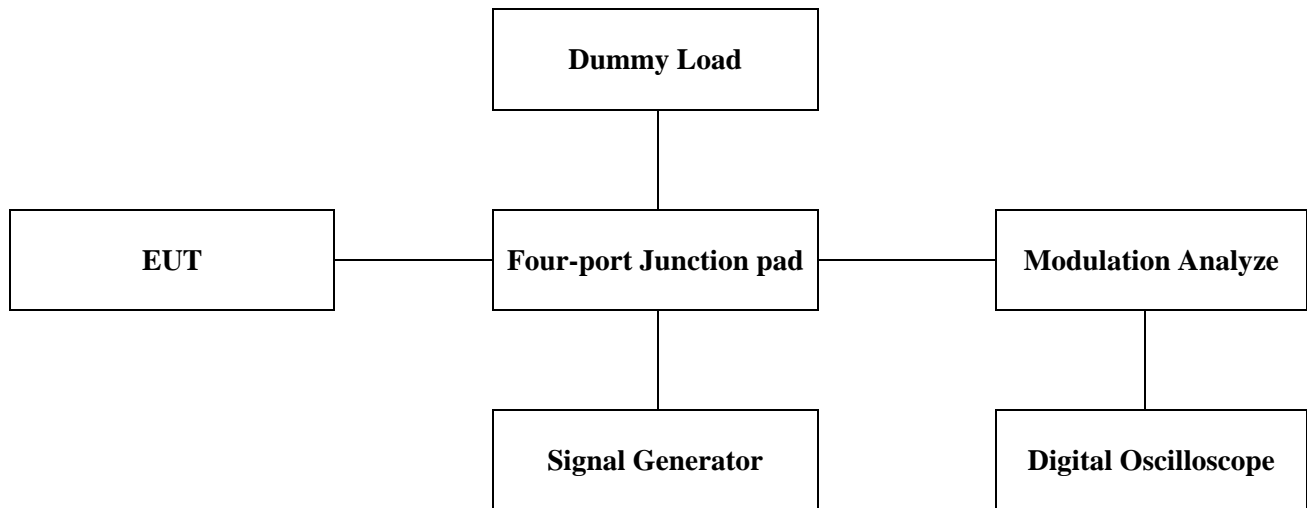 Dummy Load
EUT
Four-port Junction pad
Modulation Analyze
Signal Generator
Digital Oscilloscope